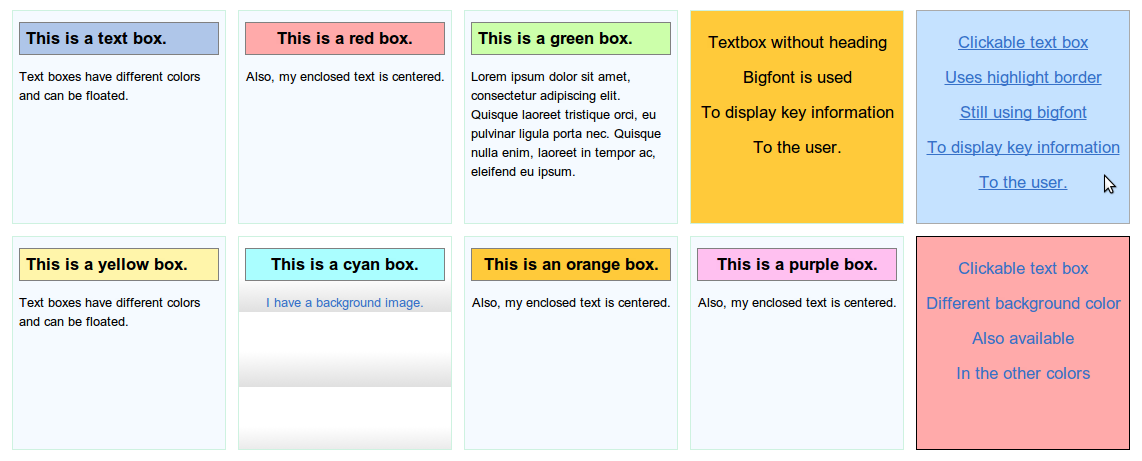 This is a text box.
Text boxes have different colors
and can be floated.
This is a red box.
Also, my enclosed text is centered.
This is a green box.
Lorem ipsum dolor sit amet,
consectetur adipiscing elit.
Quisque laoreet tristique orci, eu
pulvinar ligula porta nec. Quisque
nulla enim, laoreet in tempor ac,
eleifend eu ipsum.
Textbox without heading
Bigfont is used
To display key information
To the user.
Clickable text box
Uses highlight border
Still using bigfont
To display key information
To the user.
This is a yellow box.
Text boxes have different colors
and can be floated.
This is a cyan box.
I have a background image.
This is an orange box.
Also, my enclosed text is centered.
This is a purple box.
Also, my enclosed text is centered.
Clickable text box
Different background color
Also available
In the other colors